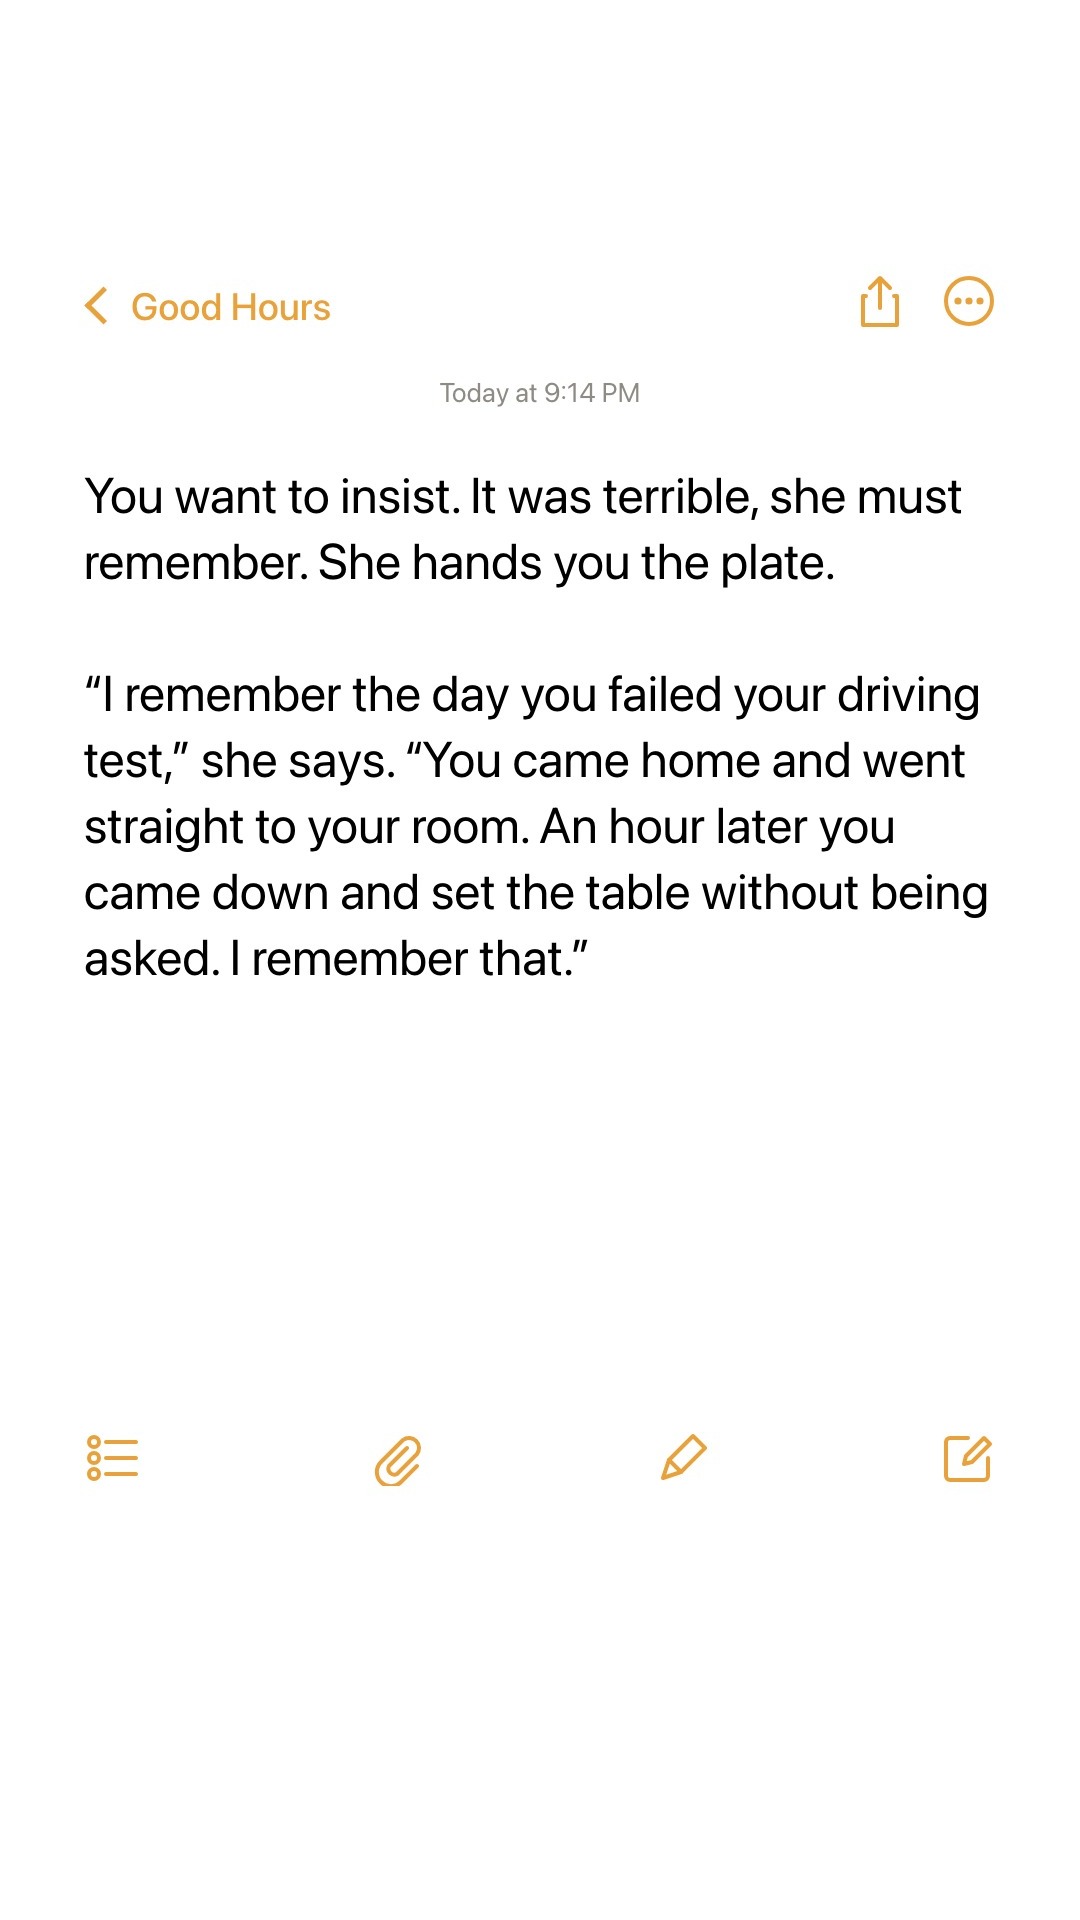 Good Hours
Today at 9:14 PM
You want to insist. It was terrible, she must
remember. She hands you the plate.
“I remember the day you failed your driving
test,” she says. “You came home and went
straight to your room. An hour later you
came down and set the table without being
asked. I remember that.”